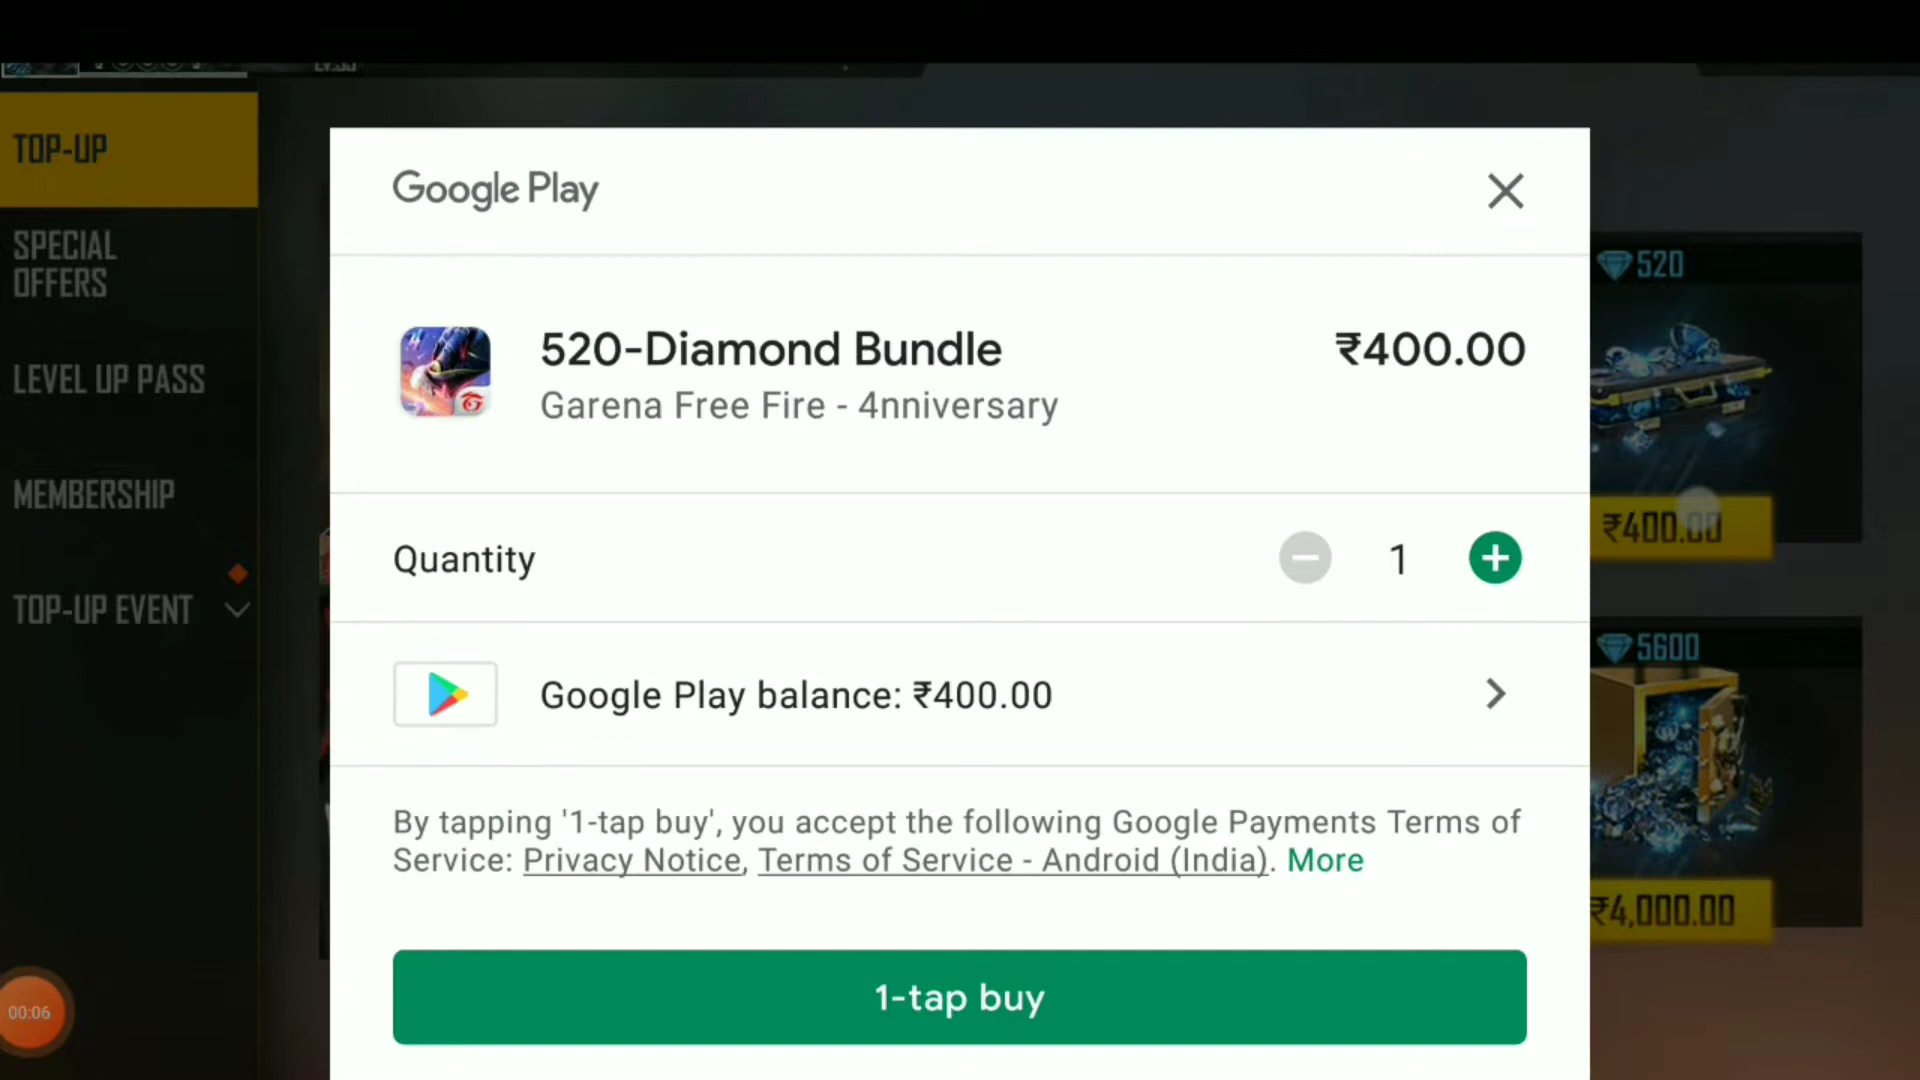 TOP-UP
SPECIAL
OFFERS
LEVEL UP PASS
MEMBERSHIP
TOP-UP EVENT
00:06
Google Play
520-Diamond Bundle
₹400.00
Garena Free Fire - 4nniversary
Quantity
1
Google Play balance: ₹400.00
By tapping '1-tap buy', you accept the following Google Payments Terms of
Service: Privacy Notice, Terms of Service - Android (India). More
1-tap buy
520
₹400.00
5600
₹4,000.00